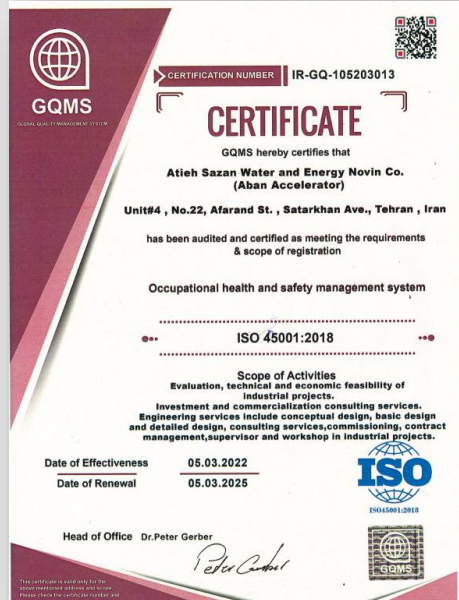 GQMS
GLOBAL QUALITY MANAGEMENT SYSTEM
CERTIFICATION NUMBER IR-GQ-105203013
CERTIFICATE
GQMS hereby certifies that
Atieh Sazan Water and Energy Novin Co.
(Aban Accelerator)
Unit#4 , No.22, Afarand St. , Satarkhan Ave., Tehran , Iran
has been audited and certified as meeting the requirements
& scope of registration
Occupational health and safety management system
ISO 45001:2018
Scope of Activities
Evaluation, technical and economic feasibility of
industrial projects.
Investment and commercialization consulting services.
Engineering services include conceptual design, basic design
and detailed design, consulting services,commissioning, contract
management,supervisor and workshop in industrial projects.
Date of Effectiveness 05.03.2022
Date of Renewal 05.03.2025
ISO
ISO45001:2018
Head of Office Dr.Peter Gerber
GQMS
This certificate is valid only for the
above mentioned address and scope
Please check the certificate number and